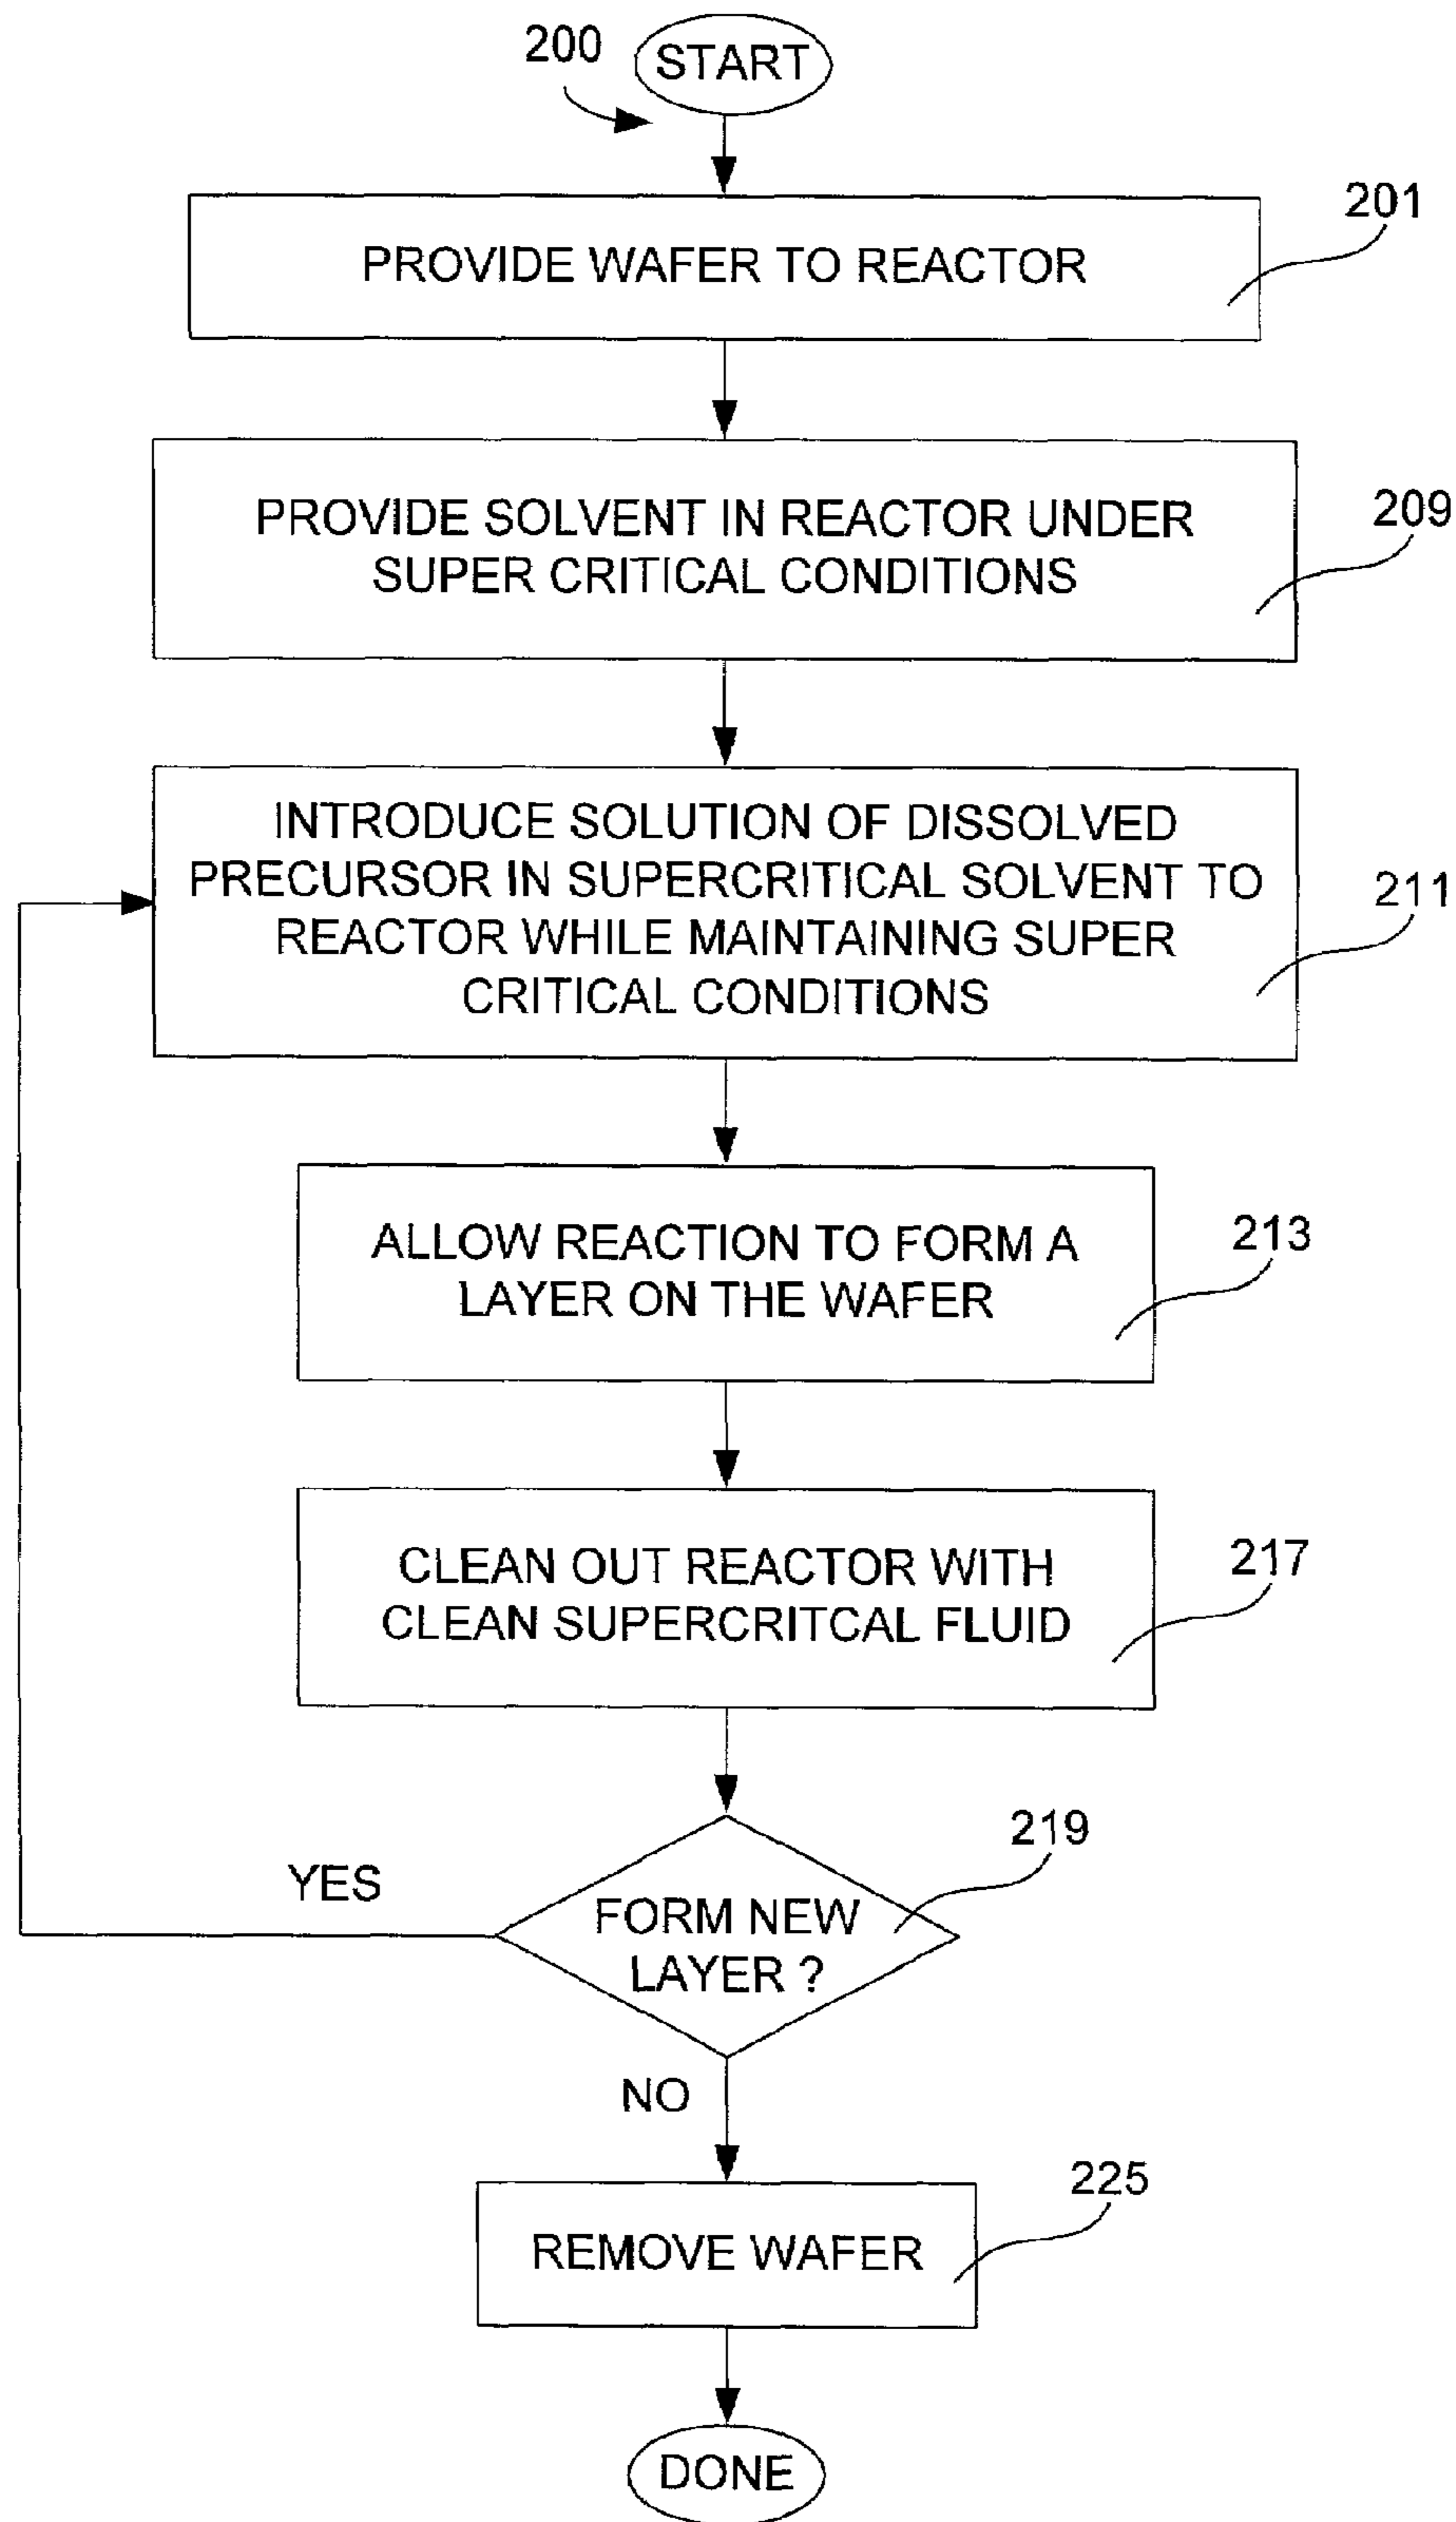 200
START
201
PROVIDE WAFER TO REACTOR
209
PROVIDE SOLVENT IN REACTOR UNDER
SUPER CRITICAL CONDITIONS
211
INTRODUCE SOLUTION OF DISSOLVED
PRECURSOR IN SUPERCRITICAL SOLVENT TO
REACTOR WHILE MAINTAINING SUPER
CRITICAL CONDITIONS
213
ALLOW REACTION TO FORM A
LAYER ON THE WAFER
217
CLEAN OUT REACTOR WITH
CLEAN SUPERCRITCAL FLUID
219
YES
FORM NEW
LAYER ?
NO
225
REMOVE WAFER
DONE